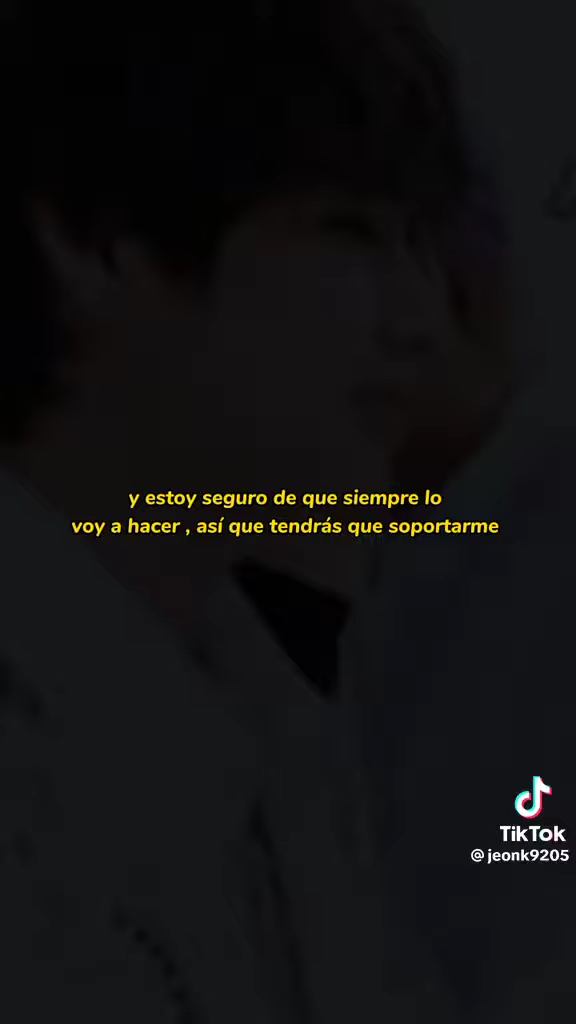 y estoy seguro de que siempre lo
voy a hacer , así que tendrás que soportarme
TikTok
@jeonk9205